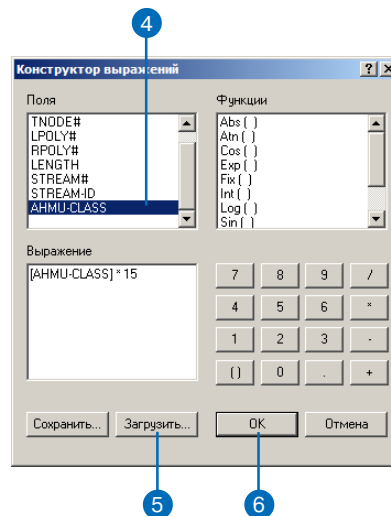 4
Конструктор выражений
Поля
Функции
TNODE#
LPOLY#
RPOLY#
LENGTH
STREAM#
STREAM-ID
AHMU-CLASS
Abs ( )
Atn ( )
Cos ( )
Exp ( )
Fix ( )
Int ( )
Log ( )
Sin ( )
Выражение
[AHMU-CLASS] * 15
7 8 9 /
4 5 6 *
1 2 3 -
( ) 0 . +
Сохранить... Загрузить... OK Отмена
5 6